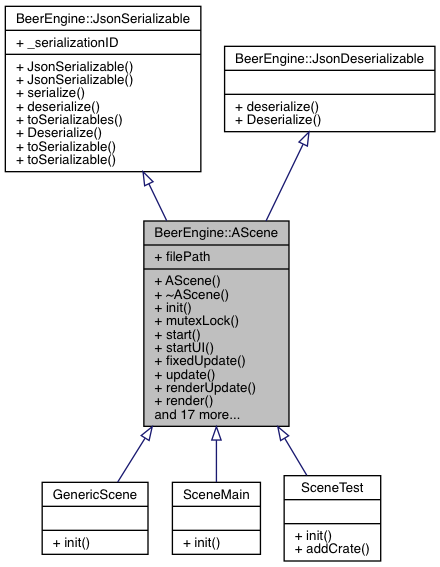 BeerEngine::JsonSerializable
+ _serializationID
+ JsonSerializable()
+ JsonSerializable()
+ serialize()
+ deserialize()
+ toSerializables()
+ Deserialize()
+ toSerializable()
+ toSerializable()
BeerEngine::JsonDeserializable
+ deserialize()
+ Deserialize()
BeerEngine::AScene
+ filePath
+ AScene()
+ ~AScene()
+ init()
+ mutexLock()
+ start()
+ startUI()
+ fixedUpdate()
+ update()
+ renderUpdate()
+ render()
and 17 more...
GenericScene
+ init()
SceneMain
+ init()
SceneTest
+ init()
+ addCrate()